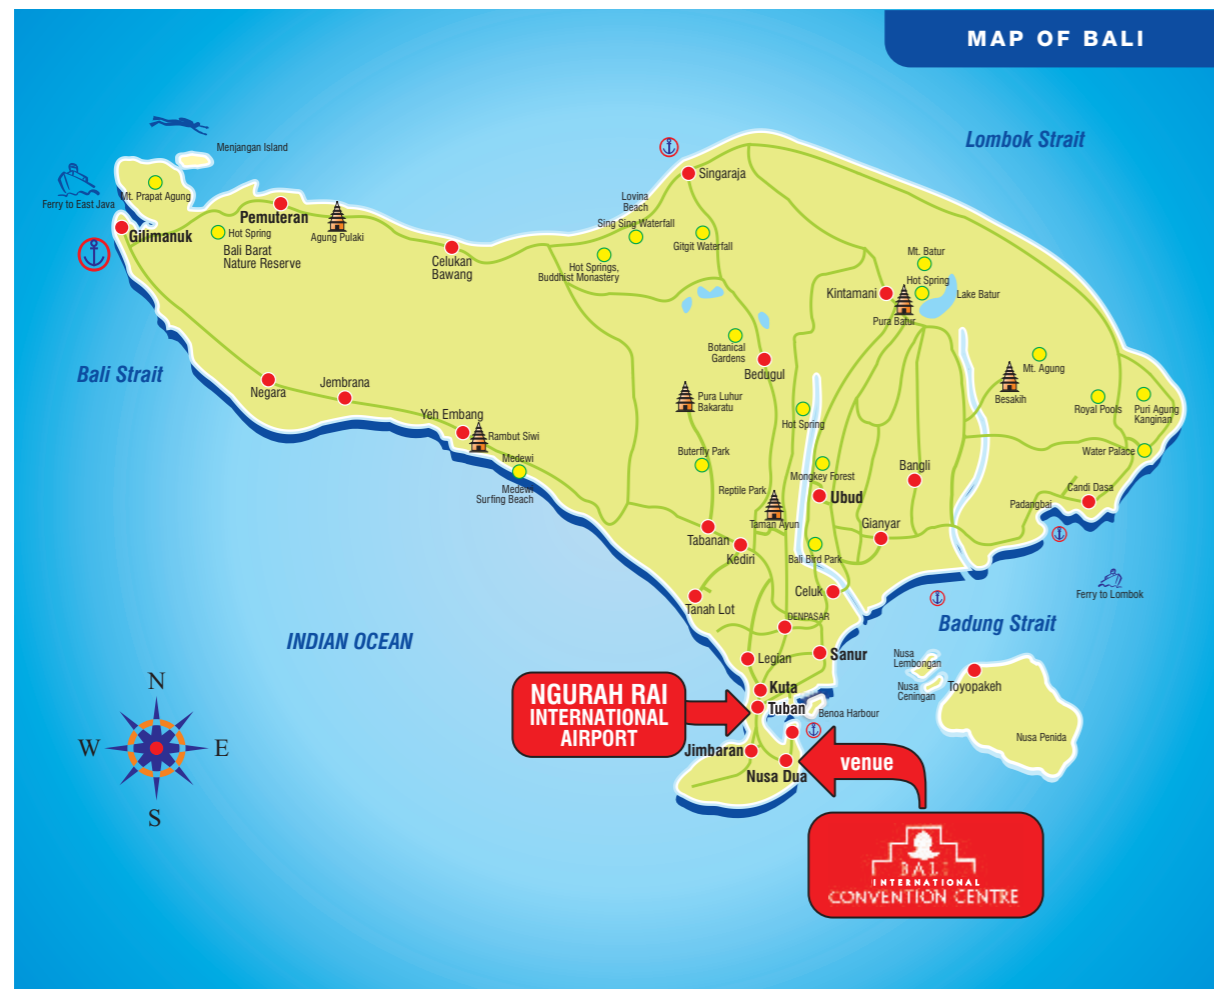 MAP OF BALI
Lombok Strait
Menjangan Island
Mt. Prapat Agung
Ferry to East Java
Gilimanuk
Hot Spring
Bali Barat
Nature Reserve
Pemuteran
Agung Pulaki
Celukan
Bawang
Singaraja
Lovina
Beach
Sing Sing Waterfall
Gitgit Waterfall
Hot Springs,
Buddhist Monastery
Mt. Batur
Hot Spring
Kintamani
Lake Batur
Pura Batur
Botanical
Gardens
Bedugul
Mt. Agung
Besakih
Royal Pools
Puri Agung
Kanginan
Bali Strait
Negara
Jembrana
Yeh Embang
Rambut Siwi
Medewi
Medewi
Surfing Beach
Pura Luhur
Bakaratu
Hot Spring
Buterfly Park
Mongkey Forest
Reptile Park
Ubud
Bangli
Water Palace
Candi Dasa
Padangbai
Taman Ayun
Gianyar
Tabanan
Kediri
Bali Bird Park
Tanah Lot
Celuk
Ferry to Lombok
DENPASAR
Badung Strait
INDIAN OCEAN
Legian
Sanur
Nusa
Lembongan
Nusa
Ceningan
Toyopakeh
Nusa Penida
Kuta
Tuban
Benoa Harbour
NGURAH RAI
INTERNATIONAL
AIRPORT
Jimbaran
Nusa Dua
venue
N
W
E
S
BALI
INTERNATIONAL
CONVENTION CENTRE